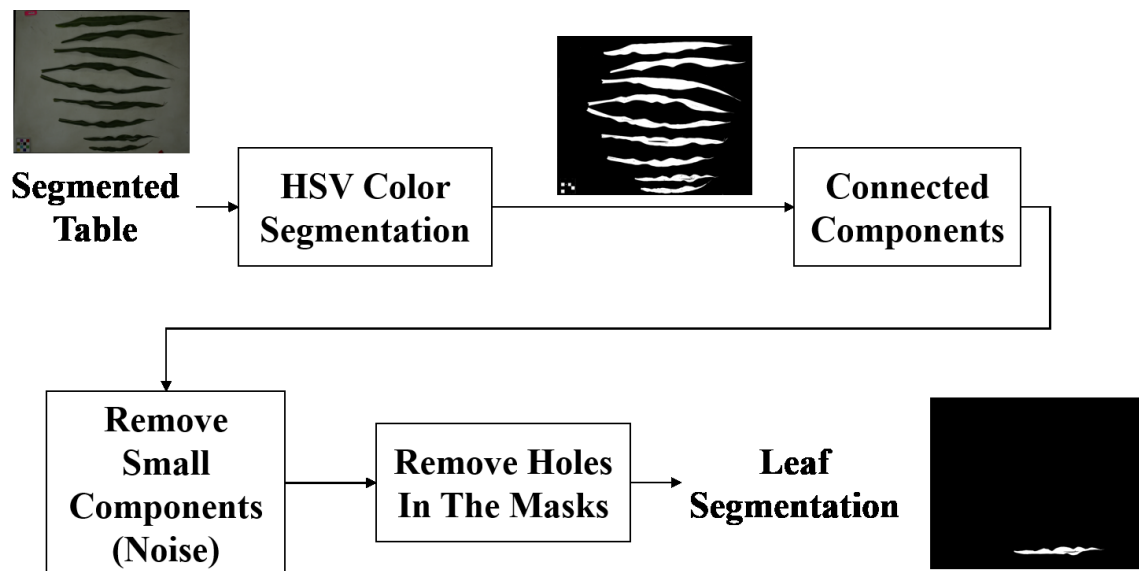 Segmented
Table
HSV Color
Segmentation
Connected
Components
Remove
Small
Components
(Noise)
Remove Holes
In The Masks
Leaf
Segmentation